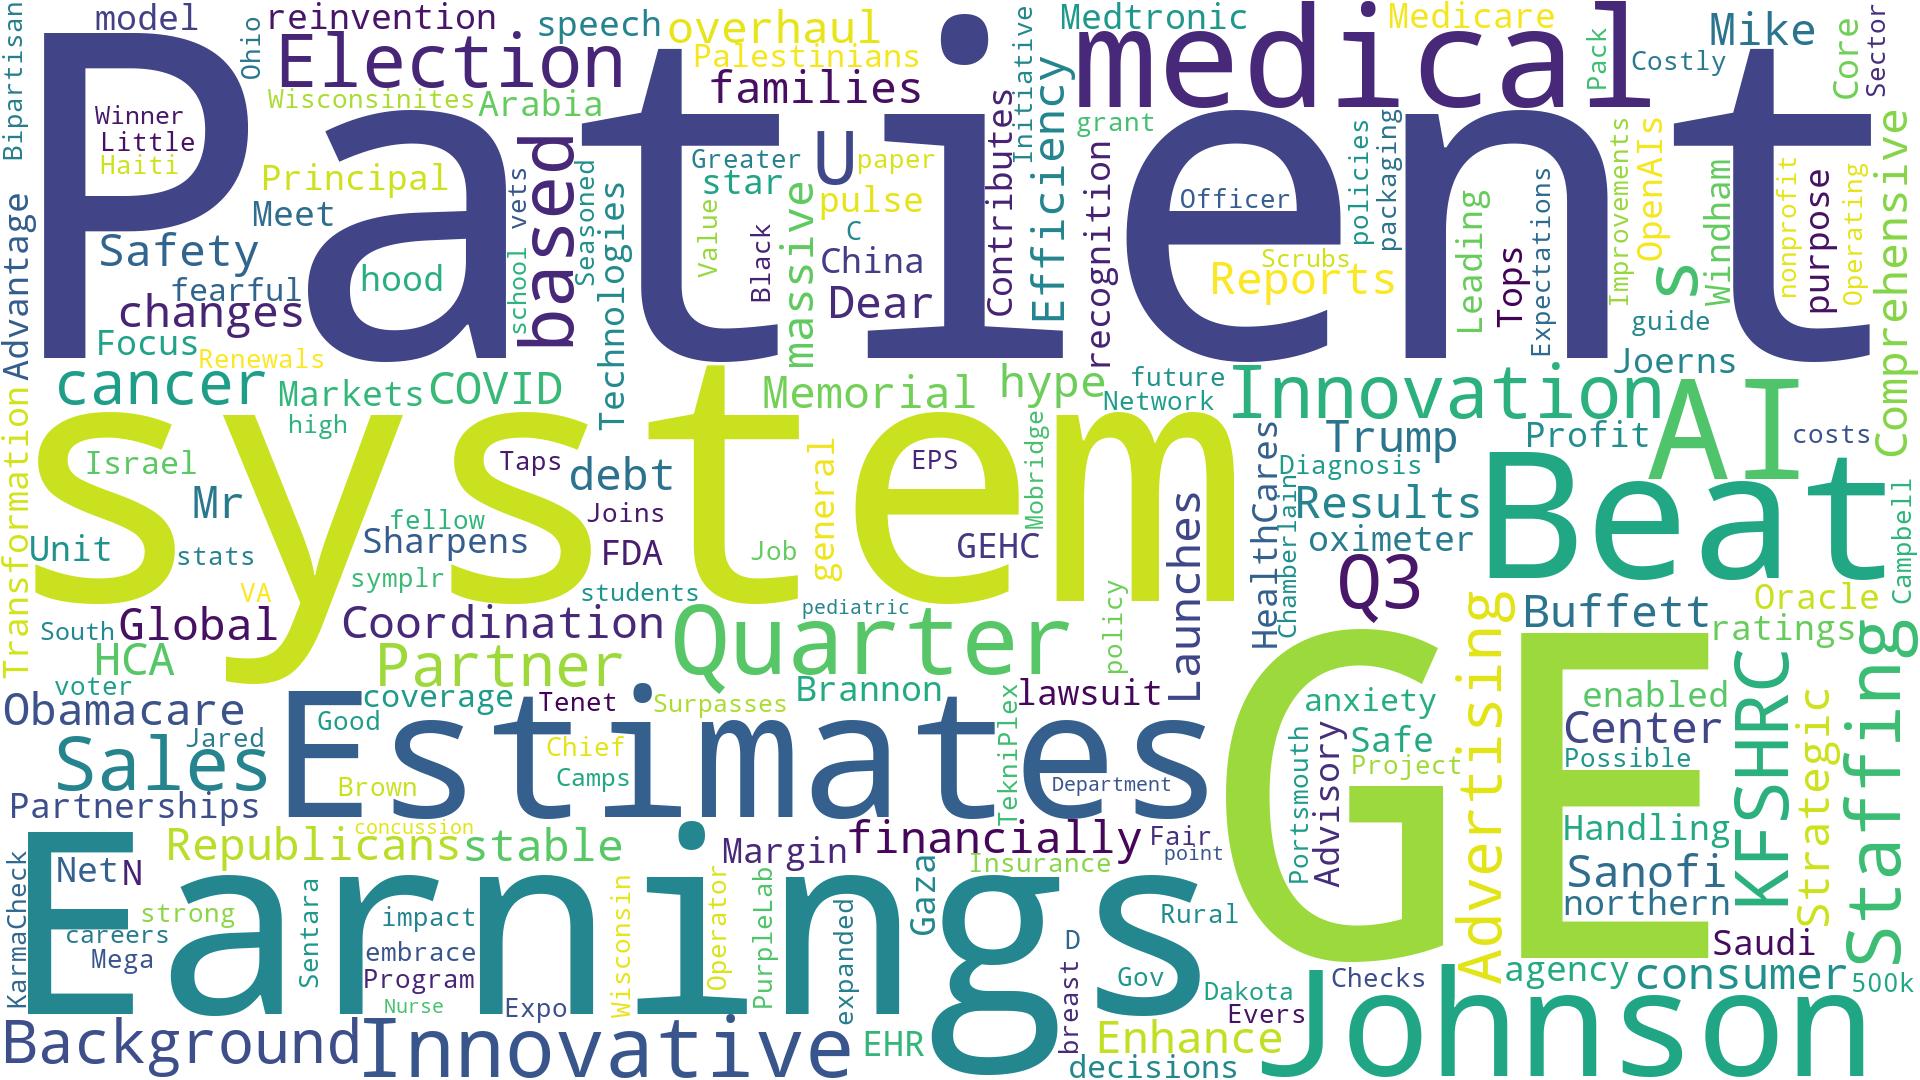 Patient
system
GE
Earnings
Estimates
Beat
medical
Johnson
AI
Election
based
Innovation
Quarter
Innovative
Sales
Staffing
KFSHRC
Advertising
Background
model
reinvention
speech
overhaul
Medtronic
Medicare
Mike
Ohio
Palestinians
families
Initiative
Pack
Costly
Core
Sector
Bipartisan
Winner
Little
Haiti
Wisconsinites
Arabia
Principal
Meet
Safety
fearful
changes
Focus
Renewals
Advantage
hood
school
vets
Seasoned
Technologies
Greater
star
Value
Black
massive
U
paper
pulse
C
China
Dear
Contributes
Efficiency
grant
recognition
Officer
Scrubs
Reports
policies
packaging
Leading
Tops
Expectations
Improvements
OpenAIs
s
Windham
guide
Joerns
nonprofit
purpose
Operating
Comprehensive
cancer
Markets
high
COVID
Memorial
hype
future
Network
Trump
Profit
costs
Transformation
Israel
Mr
Unit
stats
VA
Taps
debt
Joins
fellow
Sharpens
symplr
FDA
students
Job
general
EPS
GEHC
Mobridge
Launches
HealthCares
Diagnosis
Chamberlain
Results
oximeter
Q3
Campbell
Buffett
Oracle
ratings
South
Global
HCA
Coordination
Partner
pediatric
policy
voter
Obamacare
Jared
Good
coverage
Tenet
Surpasses
Brannon
lawsuit
TekniPlex
Chief
Camps
Brown
Department
Partnerships
anxiety
Safe
Project
Portsmouth
Advisory
enabled
Center
Possible
Handling
Sanofi
northern
Strategic
Republicans
concussion
stable
Margin
financially
Fair
point
Insurance
KarmaCheck
Net
N
strong
careers
Mega
Sentara
impact
embrace
Program
Nurse
Expo
Wisconsin
Operator
PurpleLab
expanded
Gaza
Rural
D
breast
Gov
Dakota
Evers
Checks
Saudi
agency
consumer
500k
EHR
Enhance
decisions